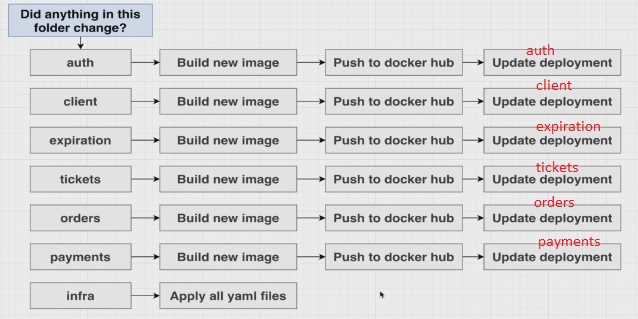 Did anything in this
folder change?
auth
Build new image
Push to docker hub
auth
Update deployment
client
Build new image
Push to docker hub
client
Update deployment
expiration
Build new image
Push to docker hub
expiration
Update deployment
tickets
Build new image
Push to docker hub
tickets
Update deployment
orders
Build new image
Push to docker hub
orders
Update deployment
payments
Build new image
Push to docker hub
payments
Update deployment
infra
Apply all yaml files